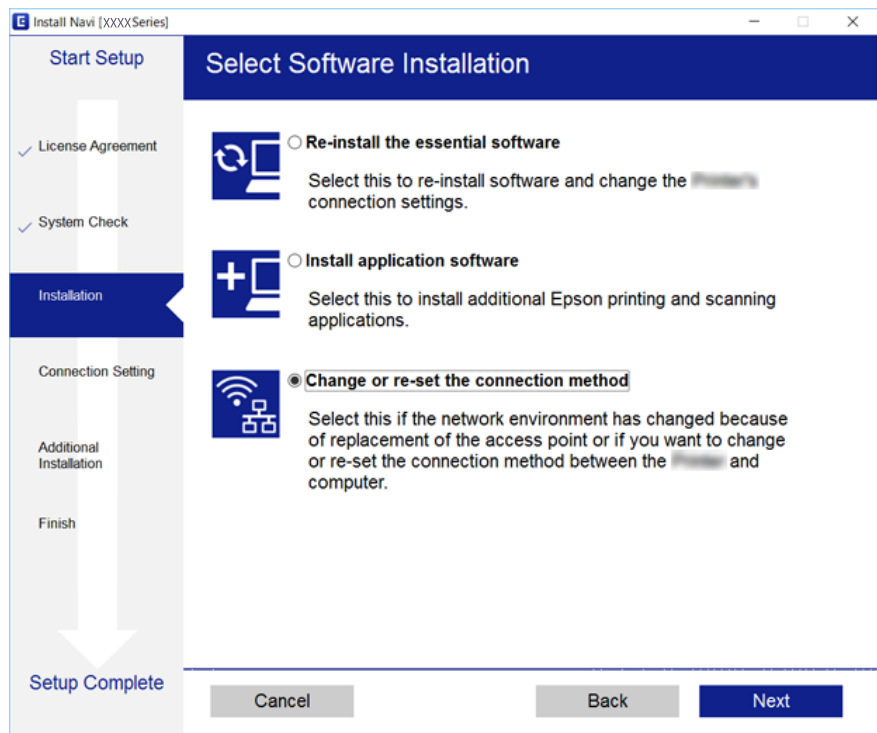 E Install Navi [XXXX Series]
Start Setup
Select Software Installation
License Agreement
System Check
Installation
Connection Setting
Additional
Installation
Finish
Setup Complete
Re-install the essential software
Select this to re-install software and change the
connection settings.
Install application software
Select this to install additional Epson printing and scanning
applications.
Change or re-set the connection method
Select this if the network environment has changed because
of replacement of the access point or if you want to change
or re-set the connection method between the and
computer.
Cancel
Back
Next